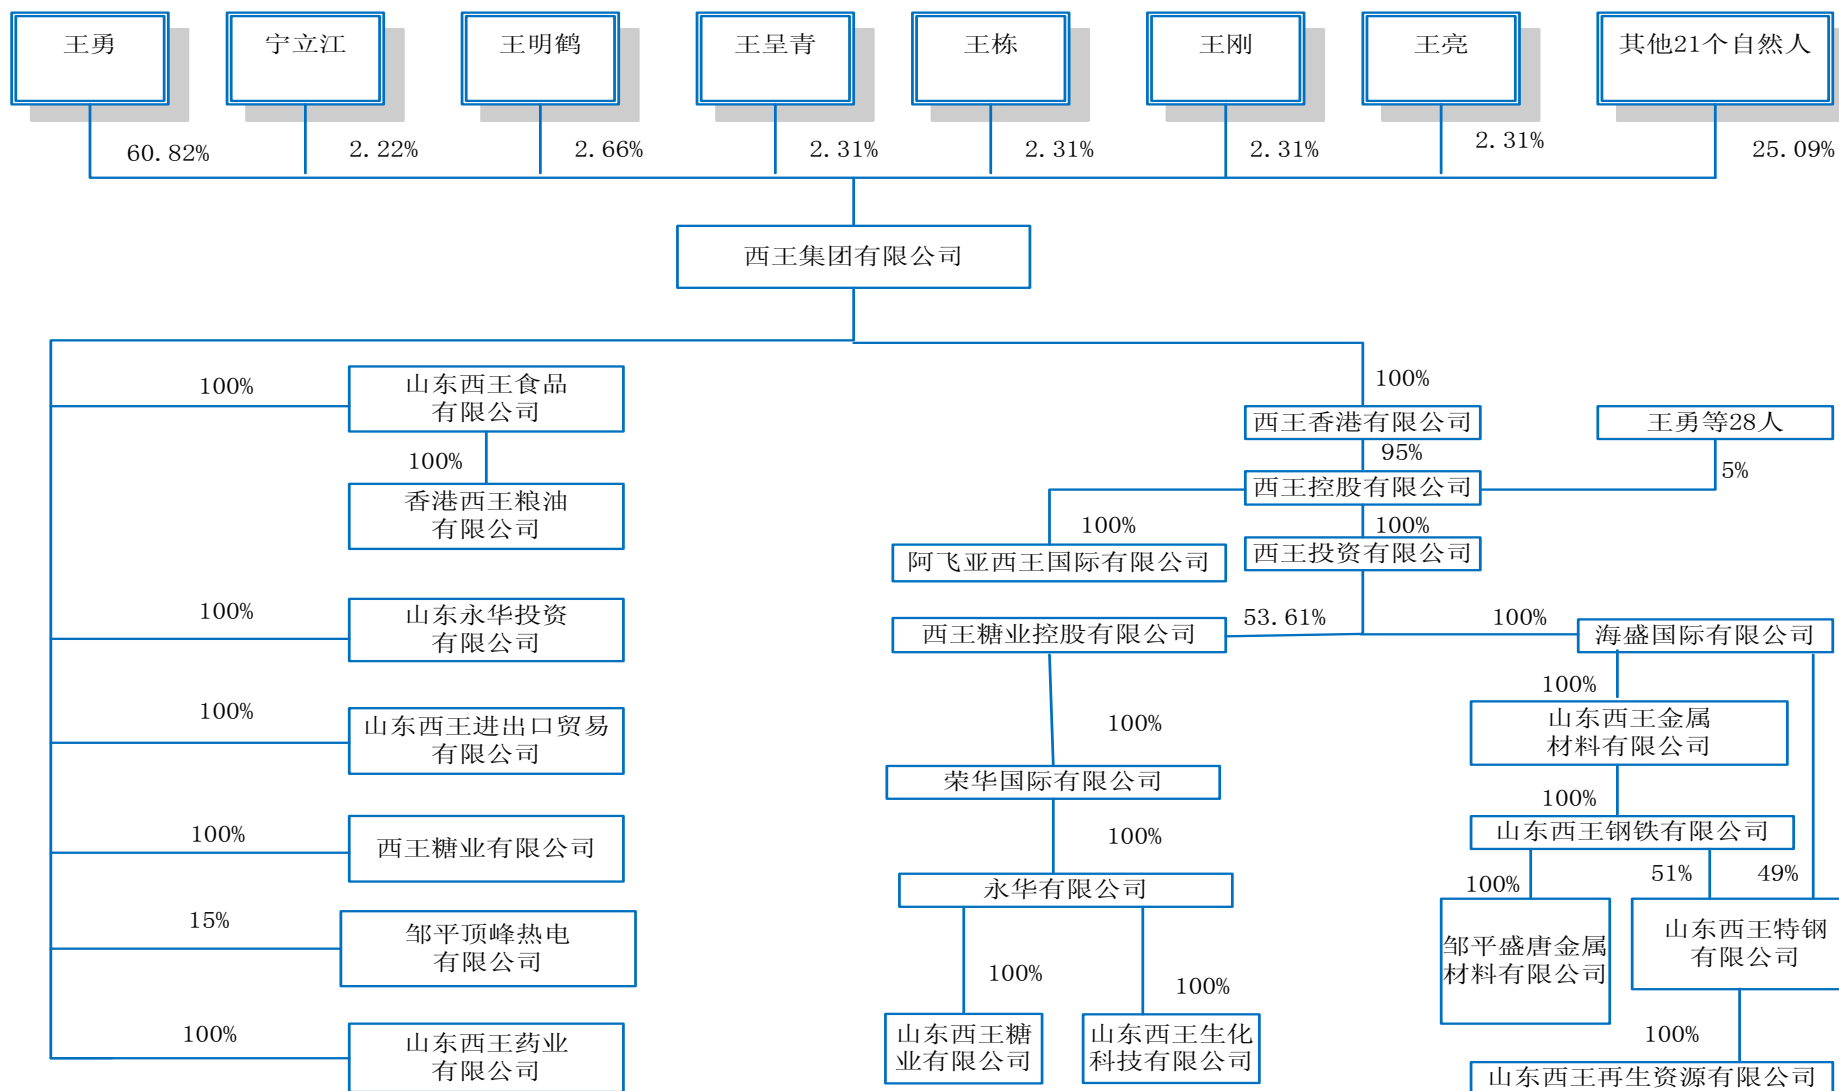 王勇
宁立江
王明鹤
王呈青
王栋
王刚
王亮
其他21个自然人
60.82%
2.22%
2.66%
2.31%
2.31%
2.31%
2.31%
25.09%
西王集团有限公司
100%
山东西王食品
有限公司
100%
香港西王粮油
有限公司
100%
山东永华投资
有限公司
100%
山东西王进出口贸易
有限公司
100%
西王糖业有限公司
15%
邹平顶峰热电
有限公司
100%
山东西王药业
有限公司
100%
西王香港有限公司
王勇等28人
95%
5%
西王控股有限公司
100%
100%
阿飞亚西王国际有限公司
西王投资有限公司
53.61%
100%
西王糖业控股有限公司
海盛国际有限公司
100%
荣华国际有限公司
100%
永华有限公司
100%
100%
山东西王糖
业有限公司
山东西王生化
科技有限公司
100%
山东西王金属
材料有限公司
100%
山东西王钢铁有限公司
100%
51%
49%
邹平盛唐金属
材料有限公司
山东西王特钢
有限公司
100%
山东西王再生资源有限公司